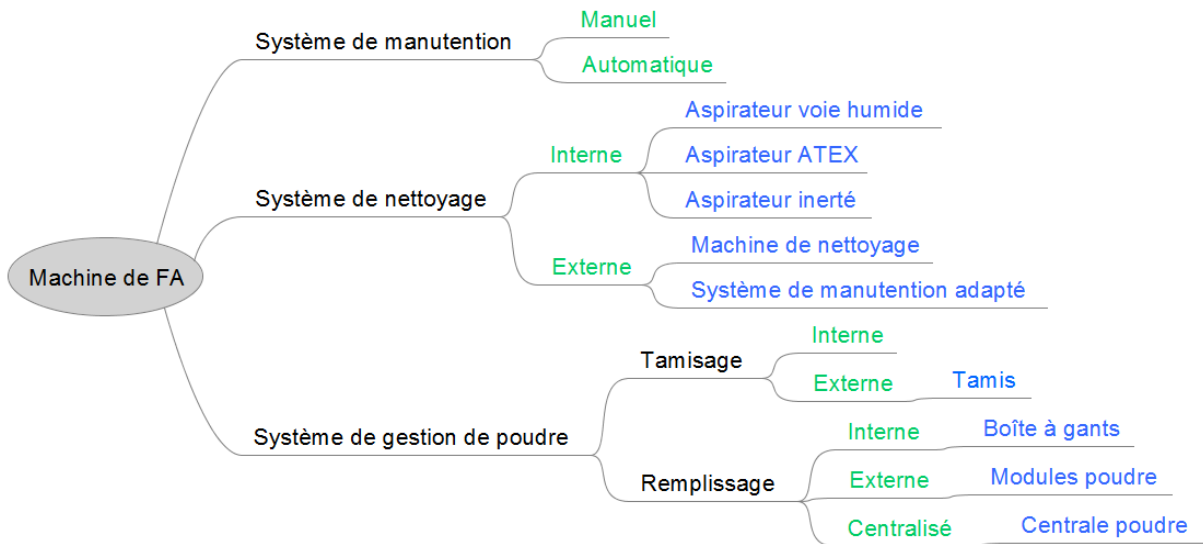 Machine de FA
Système de manutention
Manuel
Automatique
Système de nettoyage
Interne
Aspirateur voie humide
Aspirateur ATEX
Aspirateur inerté
Externe
Machine de nettoyage
Système de manutention adapté
Système de gestion de poudre
Tamisage
Interne
Externe
Tamis
Remplissage
Interne
Boîte à gants
Externe
Modules poudre
Centralisé
Centrale poudre